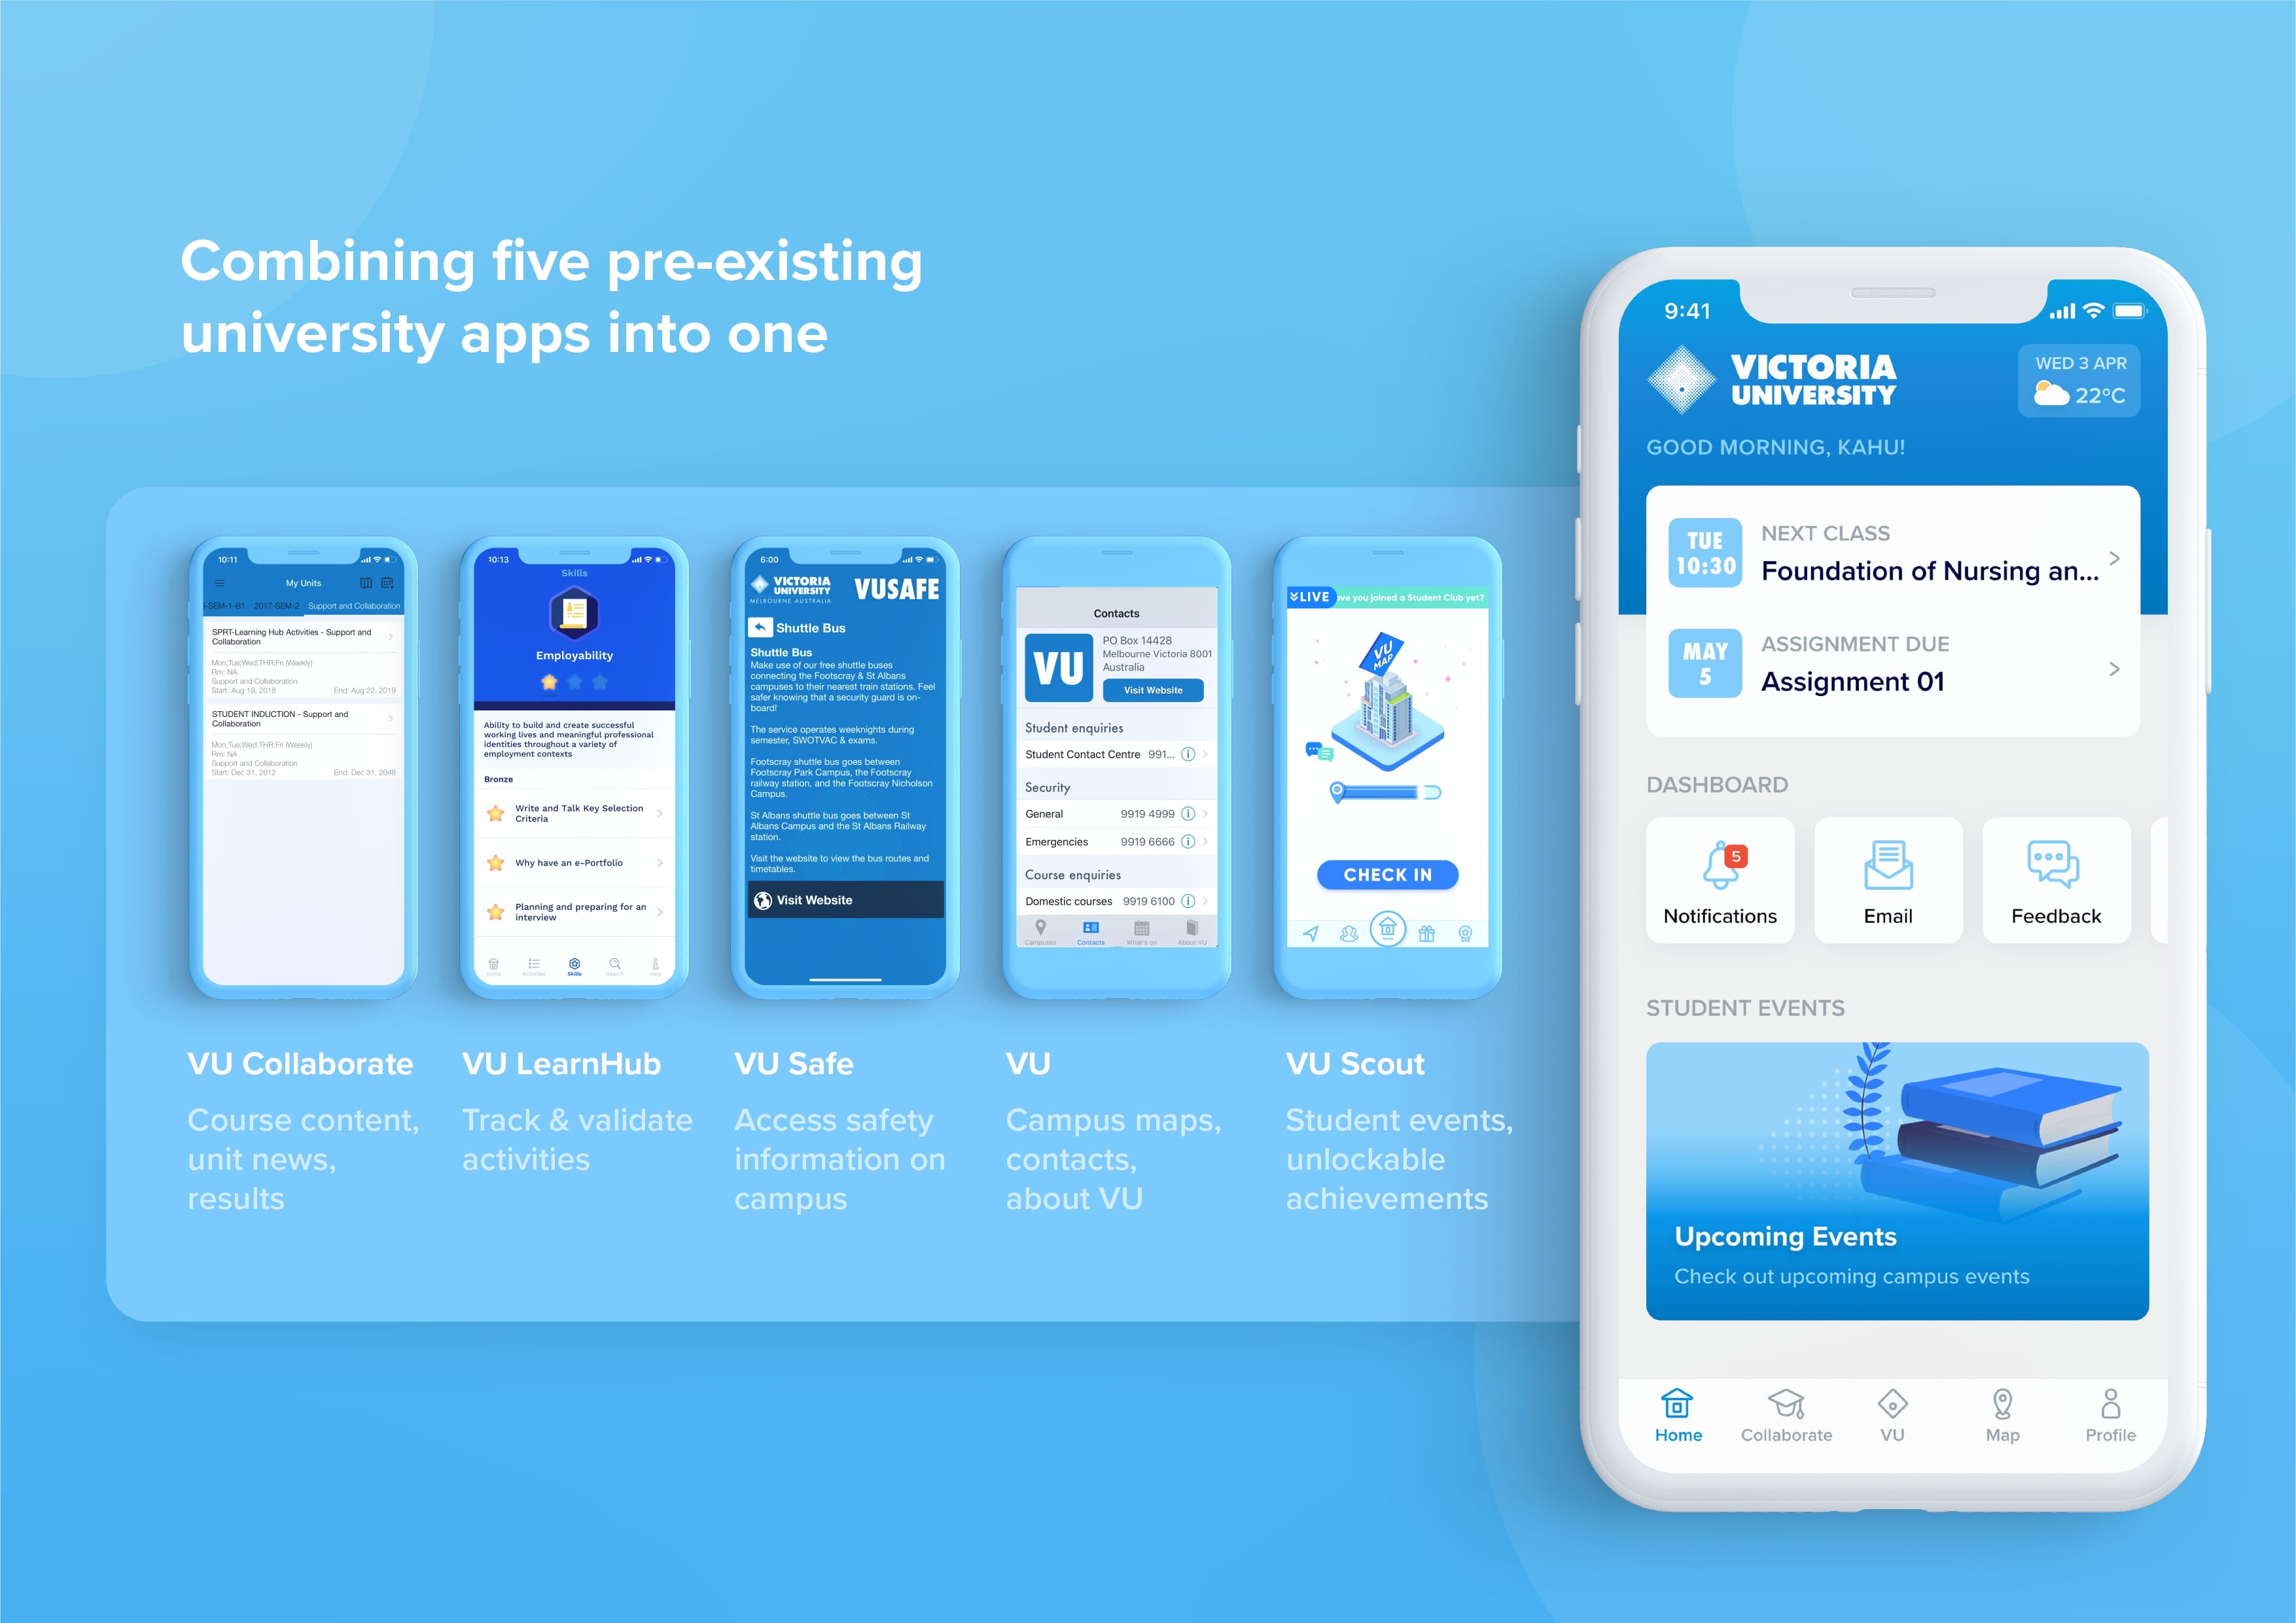 Combining five pre-existing
university apps into one
10:11
My Units
-SEM-1-B1 2017-SEM-2 Support and Collaboration
SPRT-Learning Hub Activities - Support and
Collaboration
Mon;Tue;Wed;THR;Fri (Weekly)
Rm: NA
Support and Collaboration
Start: Aug 19, 2018 End: Aug 22, 2019
STUDENT INDUCTION - Support and
Collaboration
Mon;Tue;Wed;THR;Fri (Weekly)
Rm: NA
Support and Collaboration
Start: Dec 31, 2012 End: Dec 31, 2048
10:13
Skills
Employability
Ability to build and create successful
working lives and meaningful professional
identities throughout a variety of
employment contexts
Bronze
Write and Talk Key Selection
Criteria
Why have an e-Portfolio
Planning and preparing for an
interview
Home Activities Skills Search Help
6:00
VICTORIA
UNIVERSITY
MELBOURNE AUSTRALIA
VUSAFE
Shuttle Bus
Shuttle Bus
Make use of our free shuttle buses
connecting the Footscray & St Albans
campuses to their nearest train stations. Feel
safer knowing that a security guard is on-
board!
The service operates weeknights during
semester, SWOTVAC & exams.
Footscray shuttle bus goes between
Footscray Park Campus, the Footscray
railway station, and the Footscray Nicholson
Campus.
St Albans shuttle bus goes between St
Albans Campus and the St Albans Railway
station.
Visit the website to view the bus routes and
timetables.
Visit Website
Contacts
VU
PO Box 14428
Melbourne Victoria 8001
Australia
Visit Website
Student enquiries
Student Contact Centre 991...
Security
General 9919 4999
Emergencies 9919 6666
Course enquiries
Domestic courses 9919 6100
Campuses Contacts What's on About VU
LIVE ave you joined a Student Club yet?
VU
MAP
CHECK IN
Home
VU Collaborate
Course content,
unit news,
results
VU LearnHub
Track & validate
activities
VU Safe
Access safety
information on
campus
VU
Campus maps,
contacts,
about VU
VU Scout
Student events,
unlockable
achievements
9:41
VICTORIA
UNIVERSITY
WED 3 APR
22°C
GOOD MORNING, KAHU!
TUE
10:30
NEXT CLASS
Foundation of Nursing an...
MAY
5
ASSIGNMENT DUE
Assignment 01
DASHBOARD
5
Notifications Email Feedback
STUDENT EVENTS
Upcoming Events
Check out upcoming campus events
Home Collaborate VU Map Profile